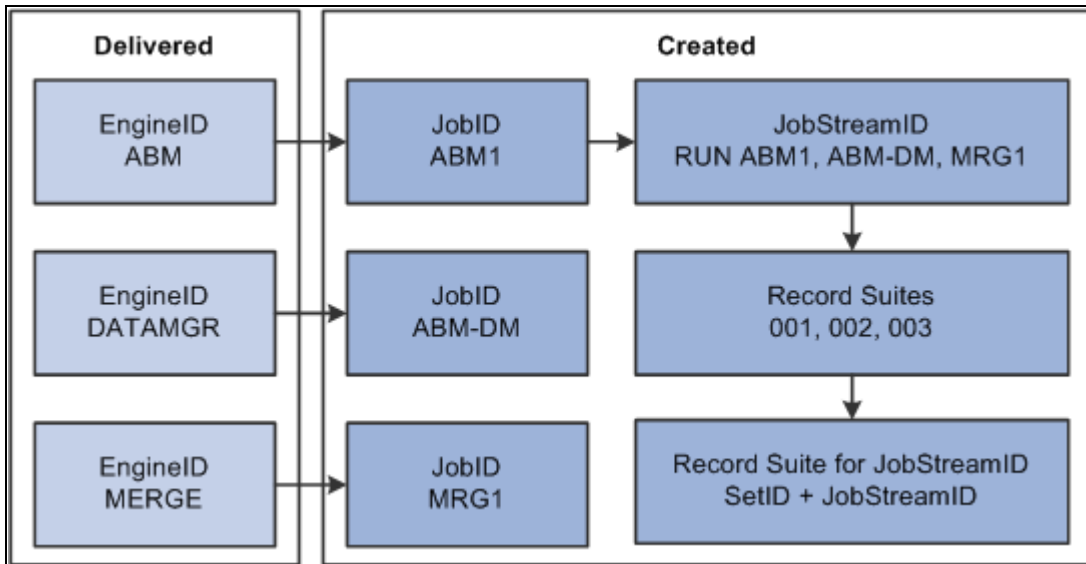 Delivered
Created
EngineID
ABM
JobID
ABM1
JobStreamID
RUN ABM1, ABM-DM, MRG1
EngineID
DATAMGR
JobID
ABM-DM
Record Suites
001, 002, 003
EngineID
MERGE
JobID
MRG1
Record Suite for JobStreamID
SetID + JobStreamID